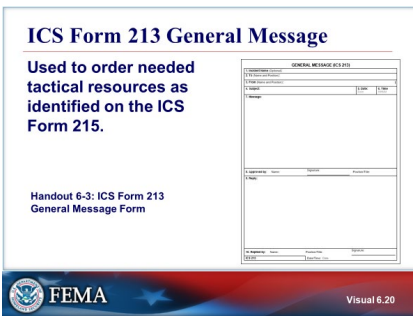 ICS Form 213 General Message
Used to order needed
tactical resources as
identified on the ICS
Form 215.
Handout 6-3: ICS Form 213
General Message Form
GENERAL MESSAGE (ICS 213)
1. Incident Name (Optional):
2. To (Name and Position):
3. From (Name and Position):
4. Subject:
5. Date:
6. Time
7. Message:
8. Approved by: Name: Signature: Position/Title:
9. Reply:
10. Replied by: Name: Position/Title: Signature:
ICS 213
Date/Time:
FEMA
Visual 6.20